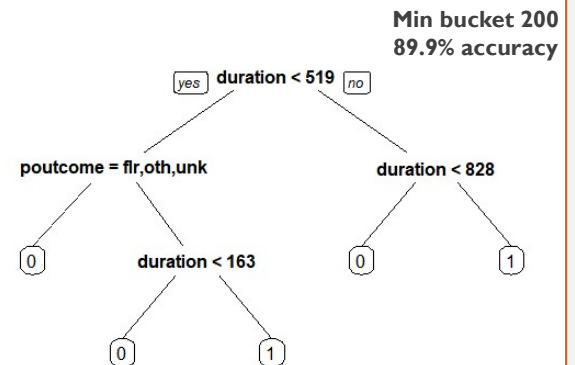 Min bucket 200
89.9% accuracy
yes duration < 519 no
poutcome = flr,oth,unk duration < 828
0 duration < 163 0 1
0 1